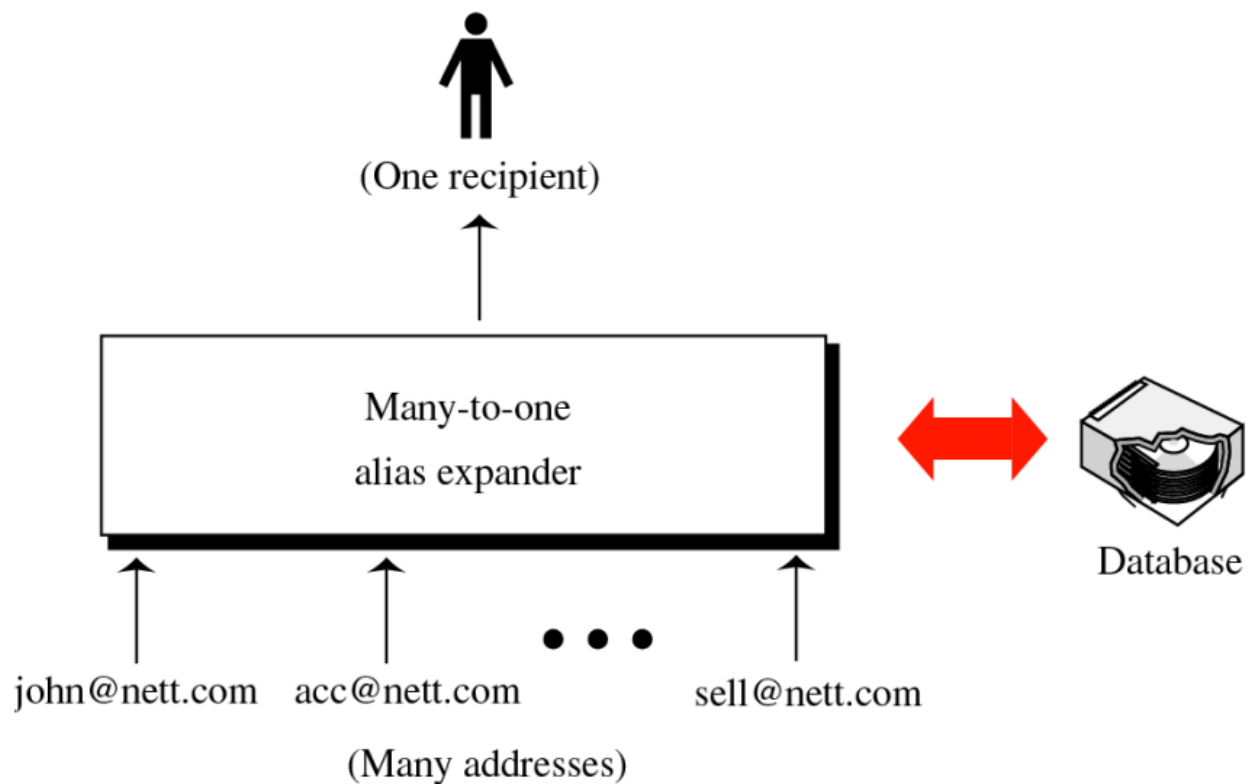 (One recipient)
Many-to-one
alias expander
Database
john@nett.com acc@nett.com sell@nett.com
(Many addresses)